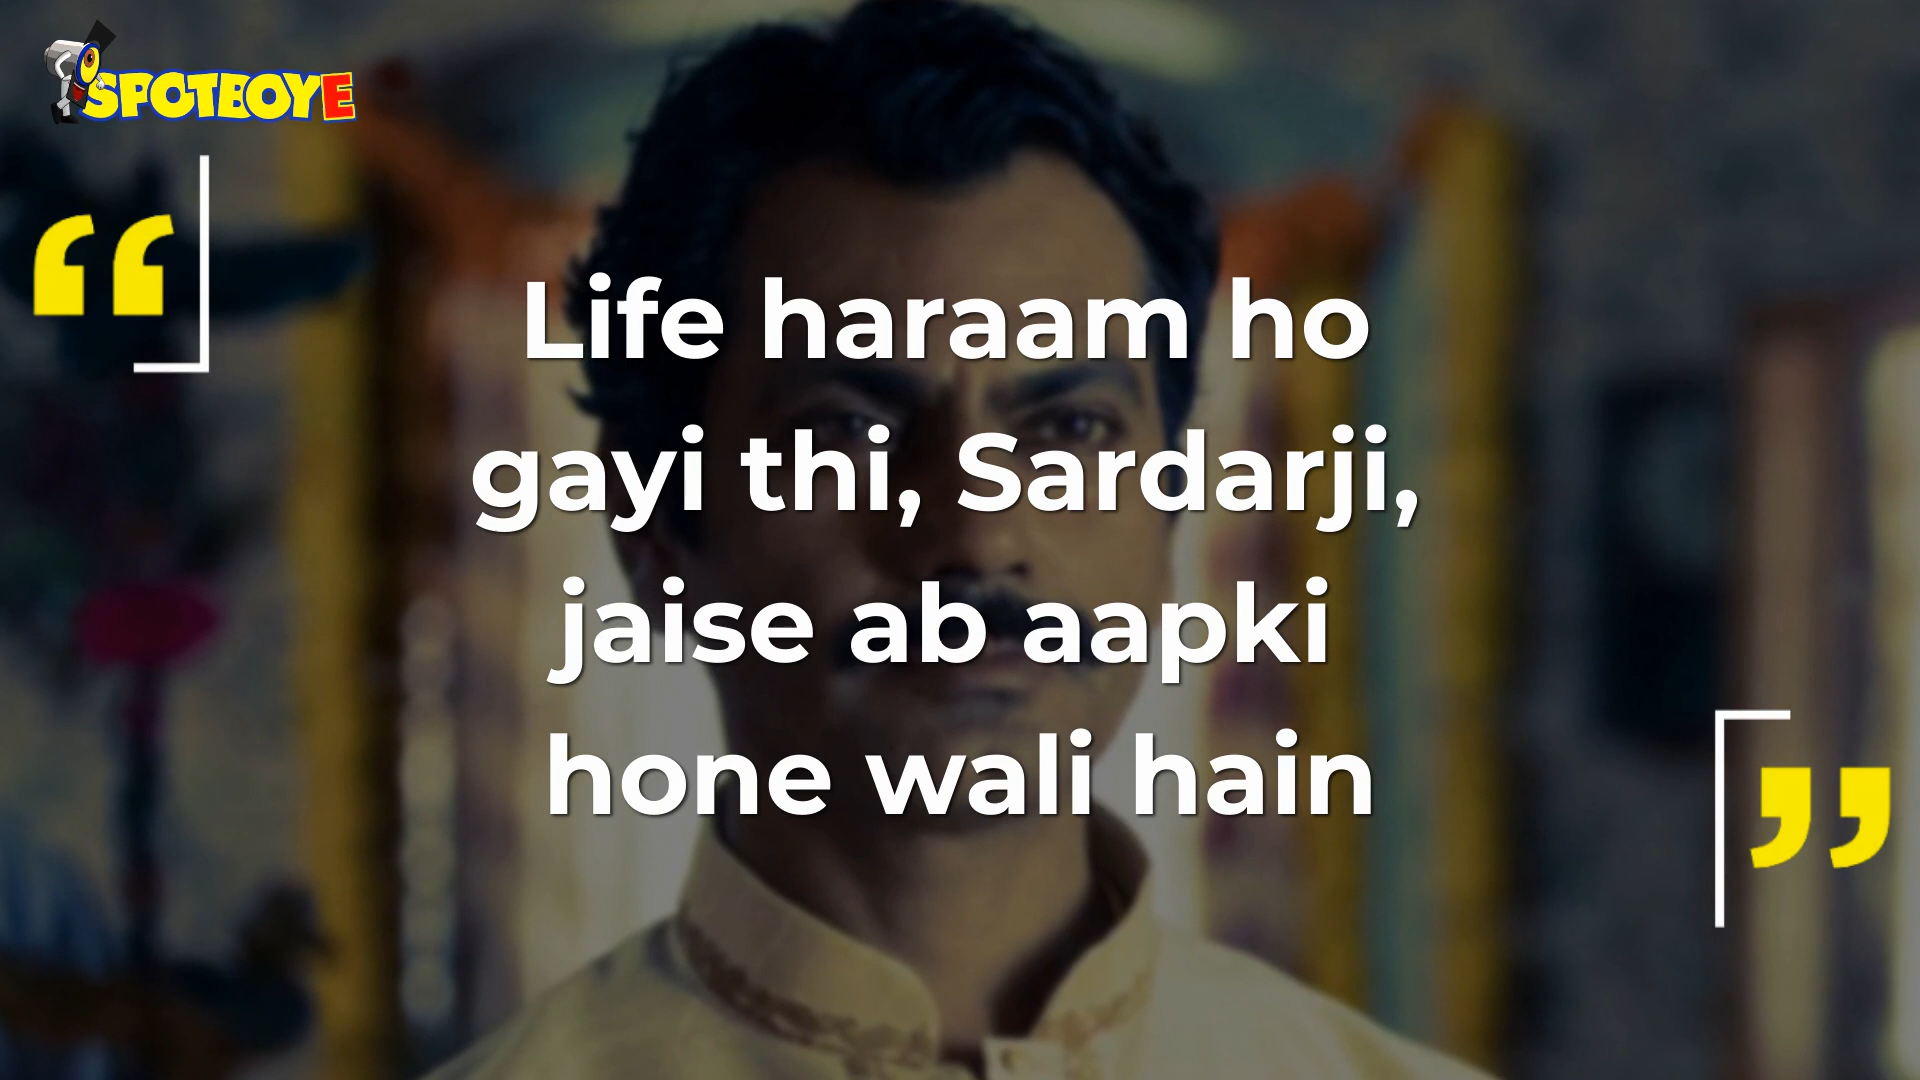 SPOTBOYE
“
Life haraam ho
gayi thi, Sardarji,
jaise ab aapki
hone wali hain
”